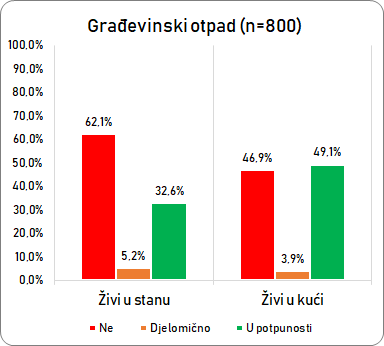 Građevinski otpad (n=800)
100,0%
90,0%
80,0%
70,0%
60,0%
50,0%
40,0%
30,0%
20,0%
10,0%
0,0%
62,1%
5,2%
32,6%
46,9%
3,9%
49,1%
Živi u stanu
Živi u kući
Ne
Djelomično
U potpunosti